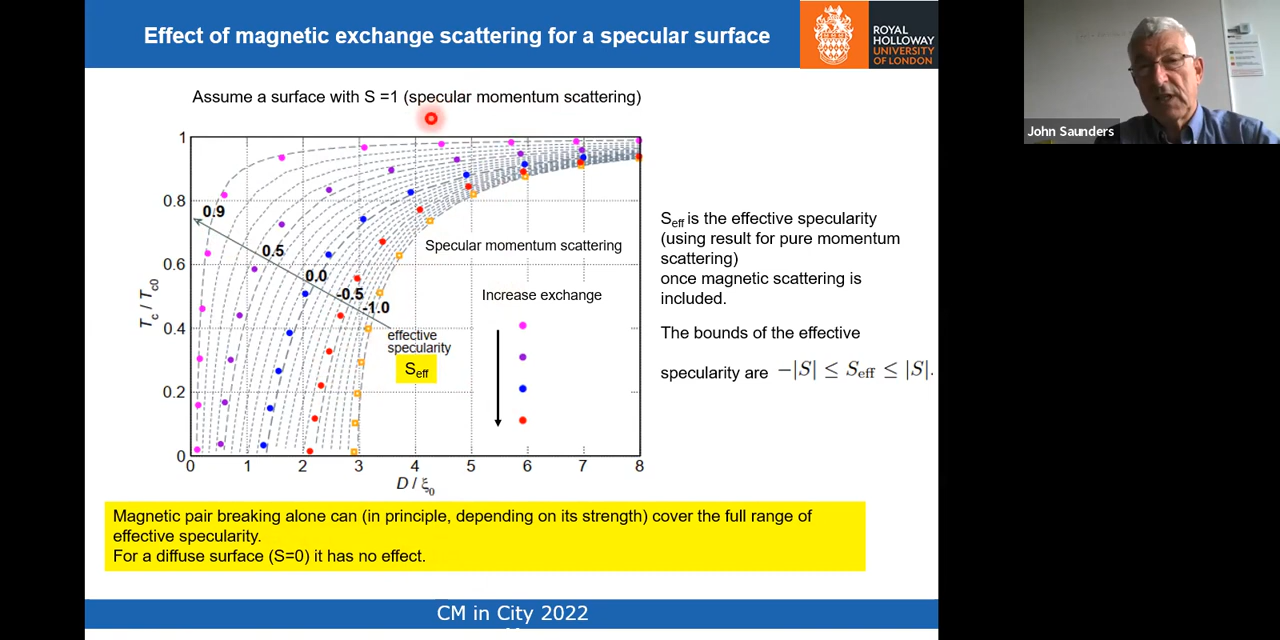 Effect of magnetic exchange scattering for a specular surface
ROYAL
HOLLOWAY
UNIVERSITY
OF LONDON
John Saunders
Assume a surface with S =1 (specular momentum scattering)
1
0.8
0.6
0.4
0.2
0
Tc / Tc0
0.9
0.5
0.0
-0.5
-1.0
effective
specularity
Seff
Specular momentum scattering
Increase exchange
0 1 2 3 4 5 6 7 8
D / ξ0
Seff is the effective specularity
(using result for pure momentum
scattering)
once magnetic scattering is
included.
The bounds of the effective
specularity are −|S| ≤ Seff ≤ |S|.
Magnetic pair breaking alone can (in principle, depending on its strength) cover the full range of
effective specularity.
For a diffuse surface (S=0) it has no effect.
CM in City 2022